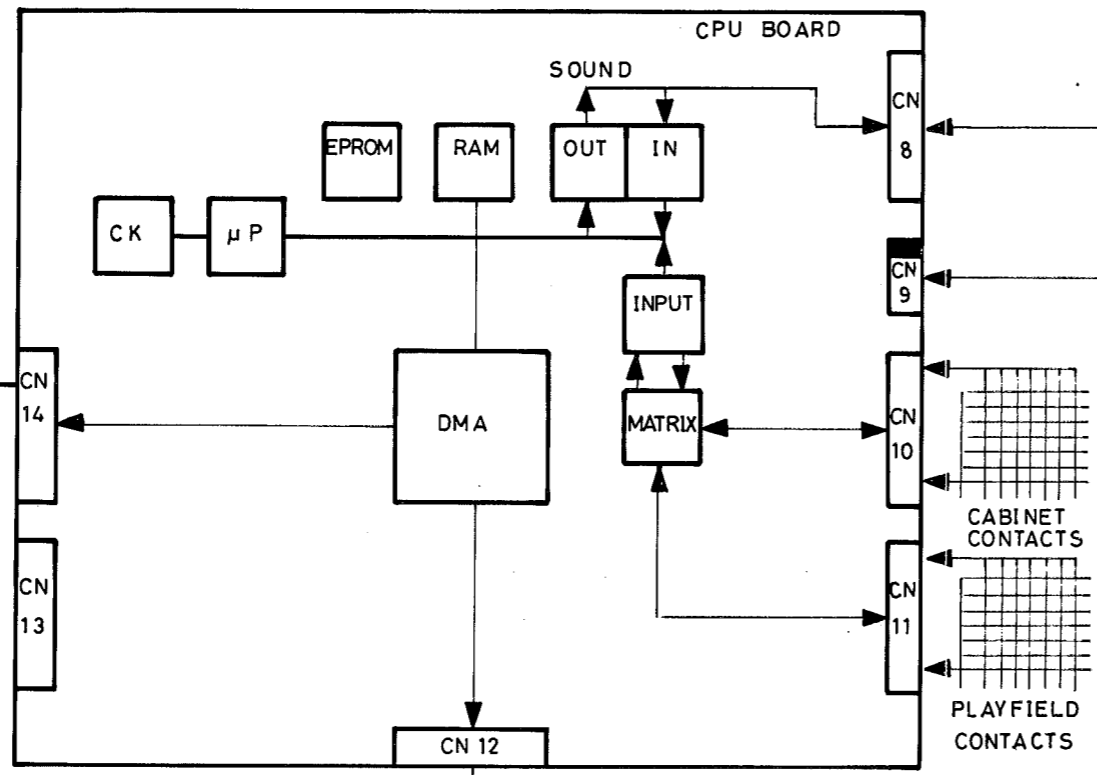 CPU BOARD
SOUND
EPROM
RAM
OUT
IN
CN
8
CK
µP
CN
9
INPUT
CN
14
DMA
MATRIX
CN
10
CABINET
CONTACTS
CN
13
CN
11
PLAYFIELD
CONTACTS
CN 12